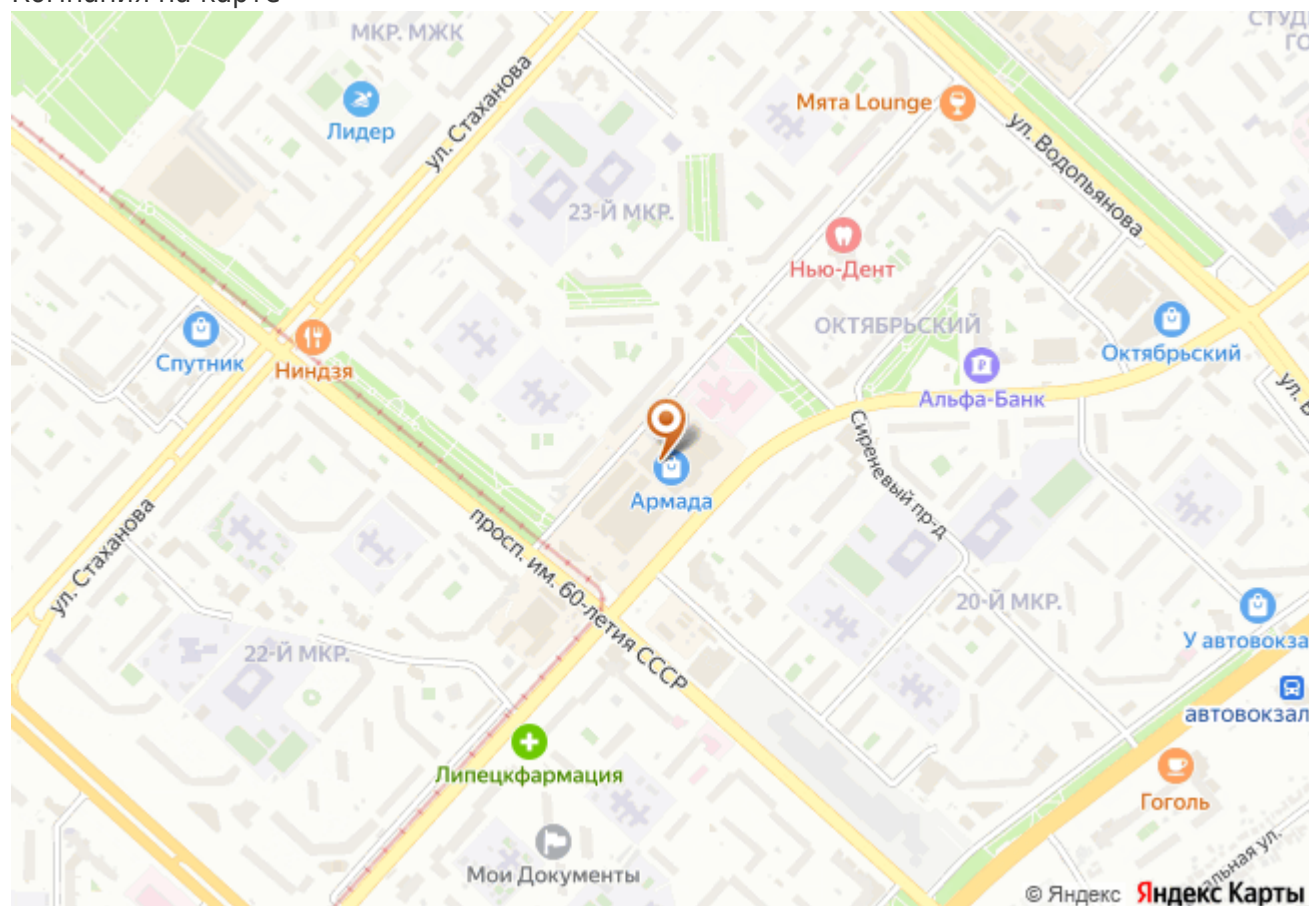 МКР. МЖК
Лидер
ул. Стаханова
Мята Lounge
ул. Водопьянова
23-Й МКР.
Нью-Дент
ОКТЯБРЬСКИЙ
Октябрьский
Спутник
Ниндзя
Альфа-Банк
Сиреневый пр-д
Армада
ул. Стаханова
просп. им. 60-летия СССР
20-Й МКР.
22-Й МКР.
У автовокза
автовокзал
Липецкфармация
Гоголь
Мои Документы
© Яндекс Яндекс Карты